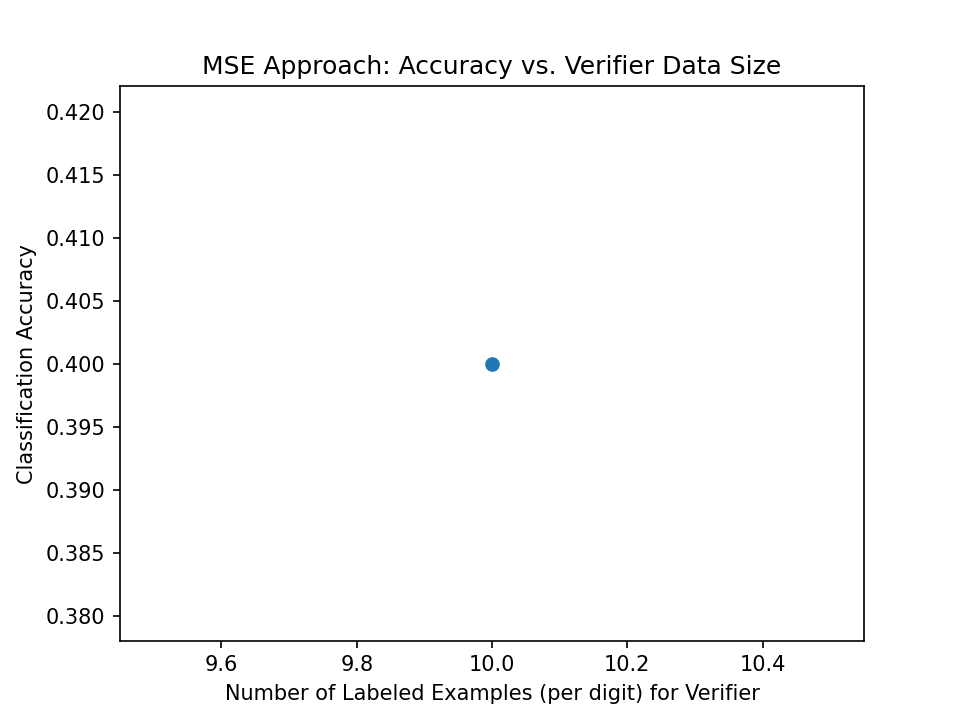 MSE Approach: Accuracy vs. Verifier Data Size
0.420
0.415
0.410
0.405
0.400
0.395
0.390
0.385
0.380
Classification Accuracy
9.6 9.8 10.0 10.2 10.4
Number of Labeled Examples (per digit) for Verifier